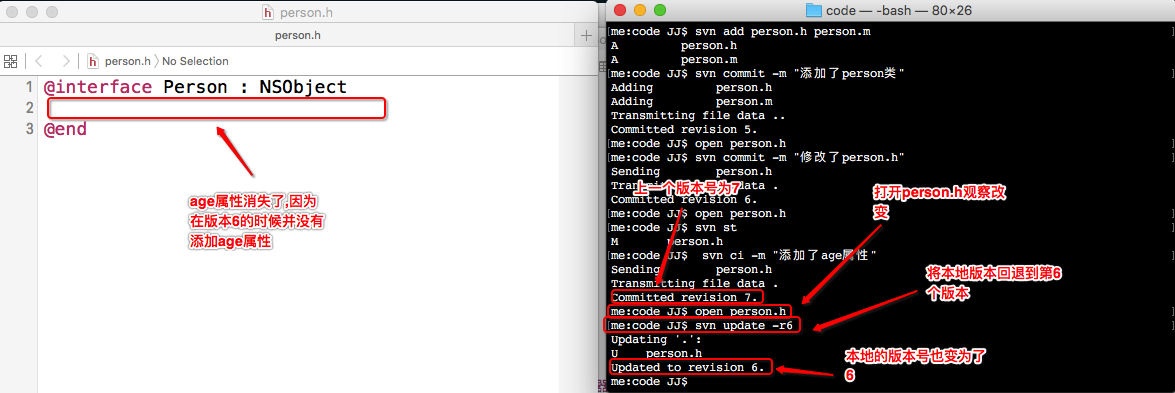 person.h
person.h
person.h
No Selection
1 @interface Person : NSObject
2
3 @end
age属性消失了,因为
在版本6的时候并没有
添加age属性
code — -bash — 80×26
[me:code JJ$ svn add person.h person.m
A person.h
A person.m
[me:code JJ$ svn commit -m "添加了person类"
Adding person.h
Adding person.m
Transmitting file data ..
Committed revision 5.
[me:code JJ$ open person.h
[me:code JJ$ svn commit -m "修改了person.h"
Sending person.h
Transmitting file data .
Committed revision 6.
[me:code JJ$ open person.h
[me:code JJ$ svn st
M person.h
[me:code JJ$ svn ci -m "添加了age属性"
Sending person.h
Transmitting file data .
Committed revision 7.
[me:code JJ$ open person.h
[me:code JJ$ svn update -r6
Updating '.':
U person.h
Updated to revision 6.
me:code JJ$
上一个版本号为7
打开person.h观察改
变
将本地版本回退到第6
个版本
本地的版本号也变为了
6